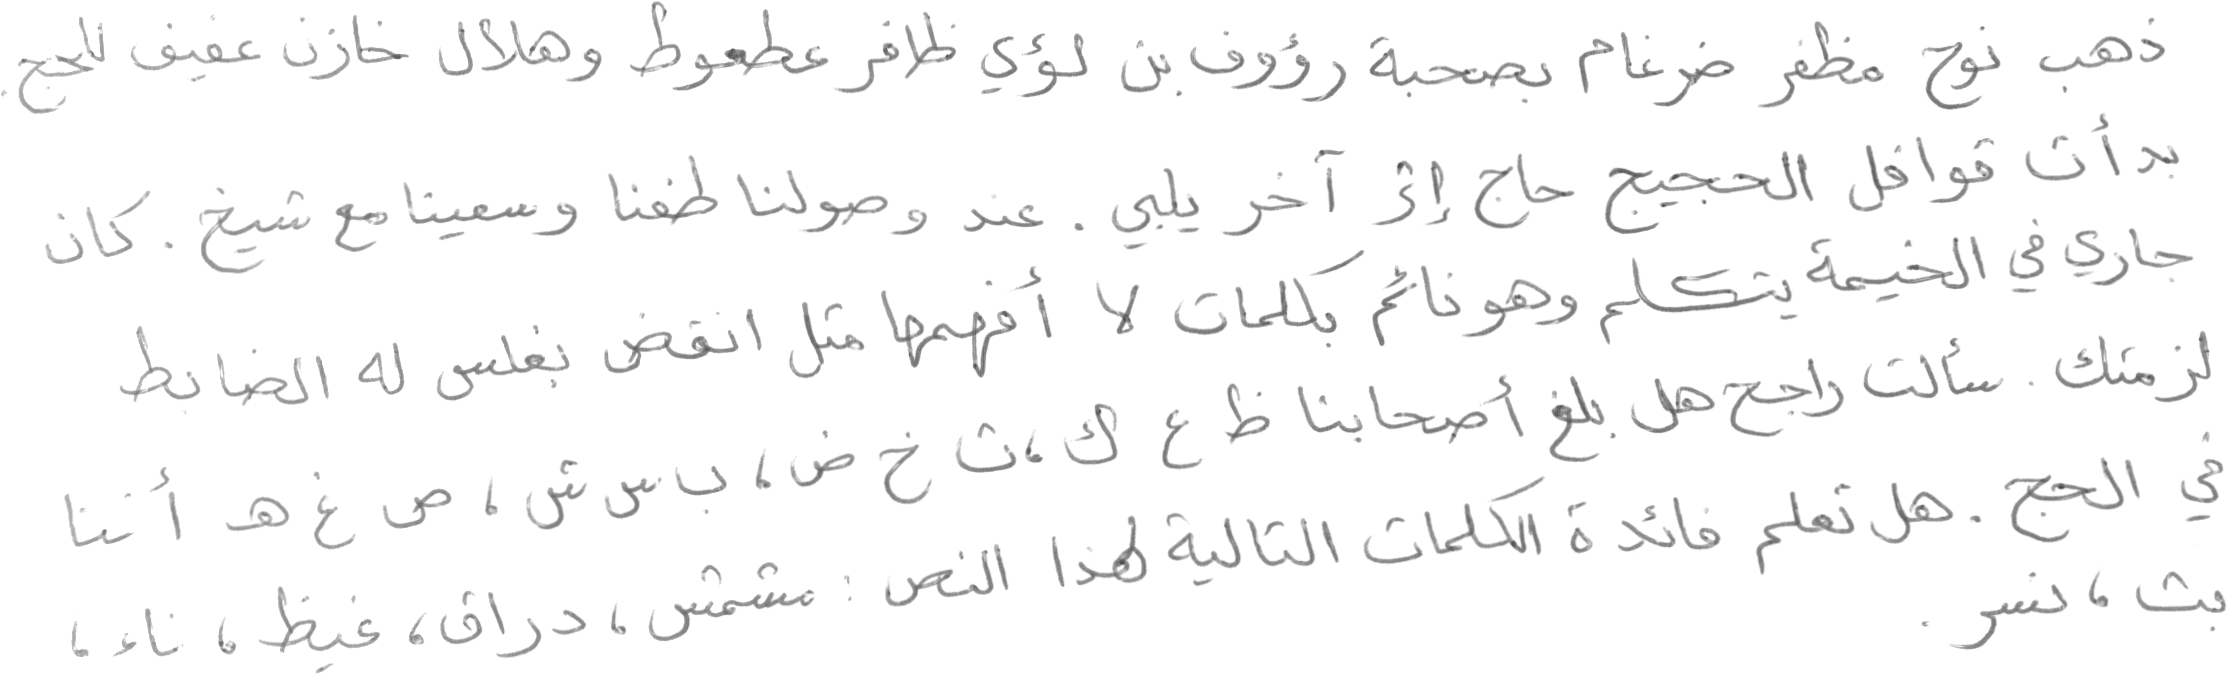 ذهب نوح مظفر ضرغام بصحبة رؤوف بن لؤي ظافر عطعوط وهلال خازن عفيف للحج.
بدأت قوافل الحجيج حاج إثر آخر يلبي. عند وصولنا طفنا وسعينا مع شيخ. كان
جاري في الخيمة يتكلم وهو نائم بكلمات لا أفهمها مثل انقض بغلس له الضابط
لزمتك. سألت راجح هل بلغ أصحابنا ظ ع ك، ث خ ض، ب س ش، ص غ هـ أننا
في الحج. هل تعلم فائدة الكلمات التالية لهذا النص: مشمش، دراق، غيظ، ناء،
بث، نسر.